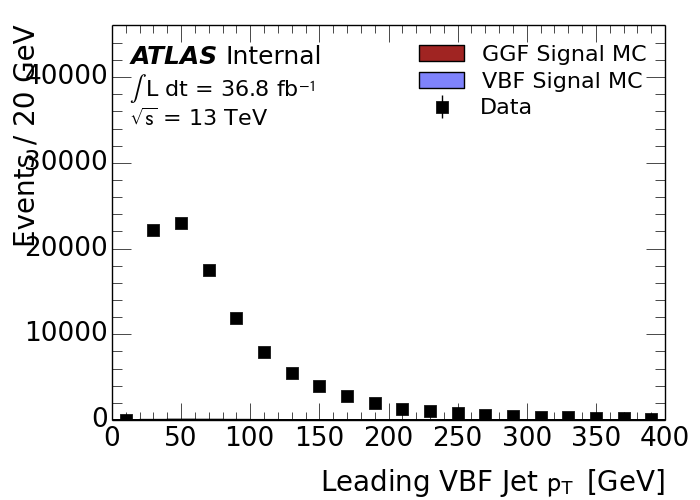 ATLAS Internal
∫L dt = 36.8 fb⁻¹
√s = 13 TeV
GGF Signal MC
VBF Signal MC
Data
Events / 20 GeV
40000
30000
20000
10000
0
0 50 100 150 200 250 300 350 400
Leading VBF Jet pT [GeV]